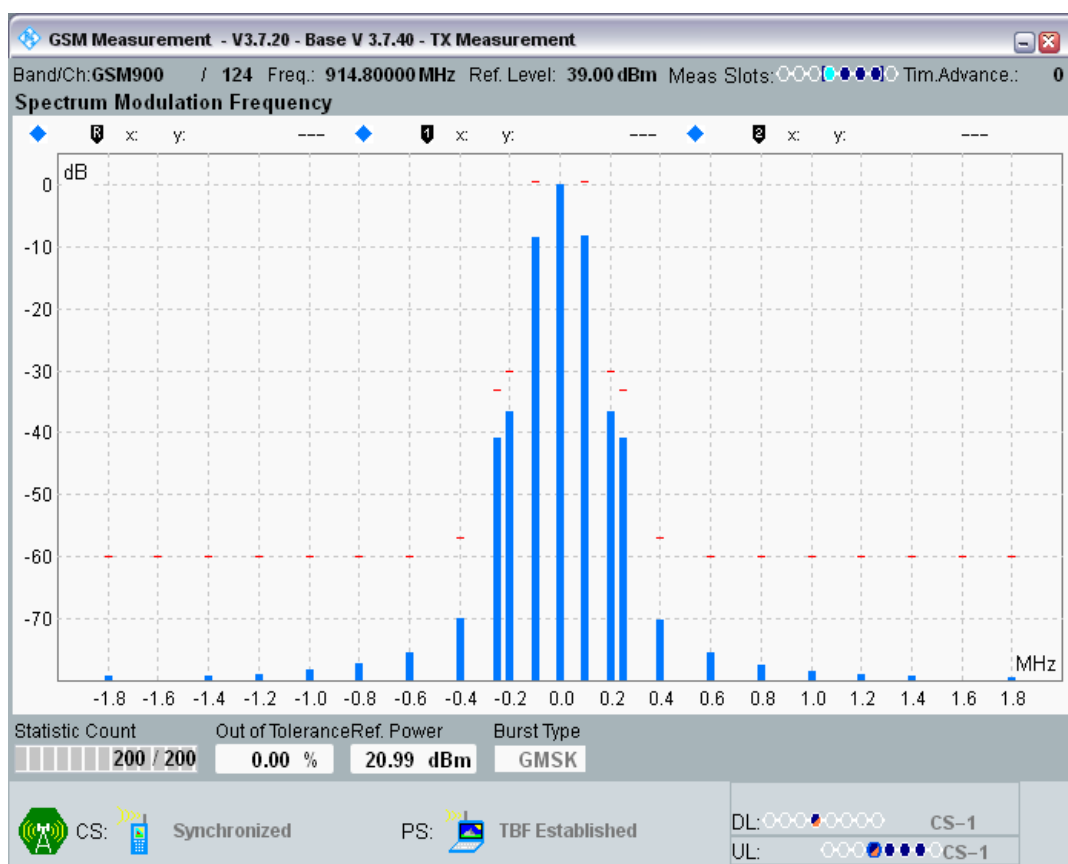 GSM Measurement - V3.7.20 - Base V 3.7.40 - TX Measurement
Band/Ch:GSM900 / 124 Freq.: 914.80000 MHz Ref. Level: 39.00 dBm Meas Slots: Tim.Advance.: 0
Spectrum Modulation Frequency
R x: y: --- 1 x: y: --- 2 x: y: ---
dB
0
-10
-20
-30
-40
-50
-60
-70
MHz
-1.8 -1.6 -1.4 -1.2 -1.0 -0.8 -0.6 -0.4 -0.2 0.0 0.2 0.4 0.6 0.8 1.0 1.2 1.4 1.6 1.8
Statistic Count Out of Tolerance Ref. Power Burst Type
200 / 200 0.00 % 20.99 dBm GMSK
CS: Synchronized PS: TBF Established
DL: CS-1
UL: CS-1